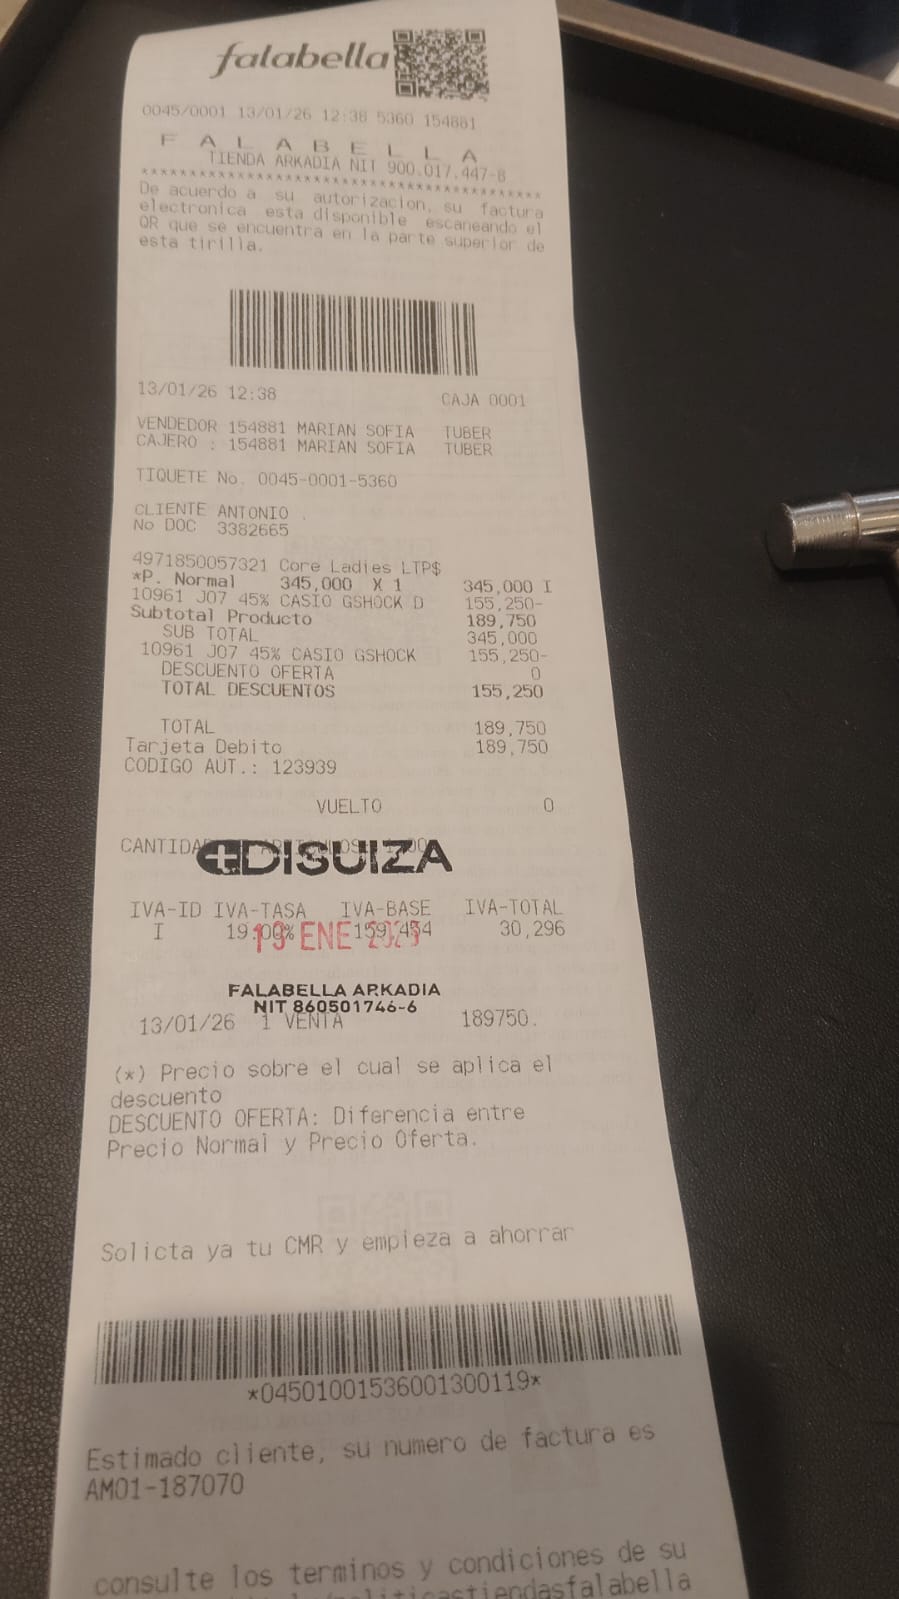 falabella
0045/0001 13/01/26 12:38 5360 154881
F A L A B E L L A
TIENDA ARKADIA NIT 900.017.447-8
****************************************
De acuerdo a su autorizacion, su factura
electronica esta disponible escaneando el
QR que se encuentra en la parte superior de
esta tirilla.
13/01/26 12:38 CAJA 0001
VENDEDOR 154881 MARIAN SOFIA TUBER
CAJERO : 154881 MARIAN SOFIA TUBER
TIQUETE No. 0045-0001-5360
CLIENTE ANTONIO .
No DOC 3382665
4971850057321 Core Ladies LTP$
*P. Normal 345,000 X 1 345,000 I
10961 J07 45% CASIO GSHOCK D 155,250-
Subtotal Producto 189,750
SUB TOTAL 345,000
10961 J07 45% CASIO GSHOCK 155,250-
DESCUENTO OFERTA 0
TOTAL DESCUENTOS 155,250
TOTAL 189,750
Tarjeta Debito 189,750
CODIGO AUT.: 123939
VUELTO 0
DISUIZA
IVA-ID IVA-TASA IVA-BASE IVA-TOTAL
I 19.00% 159,454 30,296
13 ENE
FALABELLA ARKADIA
NIT 860501746-6
13/01/26 1 VENTA 189750.
(*) Precio sobre el cual se aplica el
descuento
DESCUENTO OFERTA: Diferencia entre
Precio Normal y Precio Oferta.
Solicta ya tu CMR y empieza a ahorrar
*04501001536001300119*
Estimado cliente, su numero de factura es
AM01-187070
consulte los terminos y condiciones de su